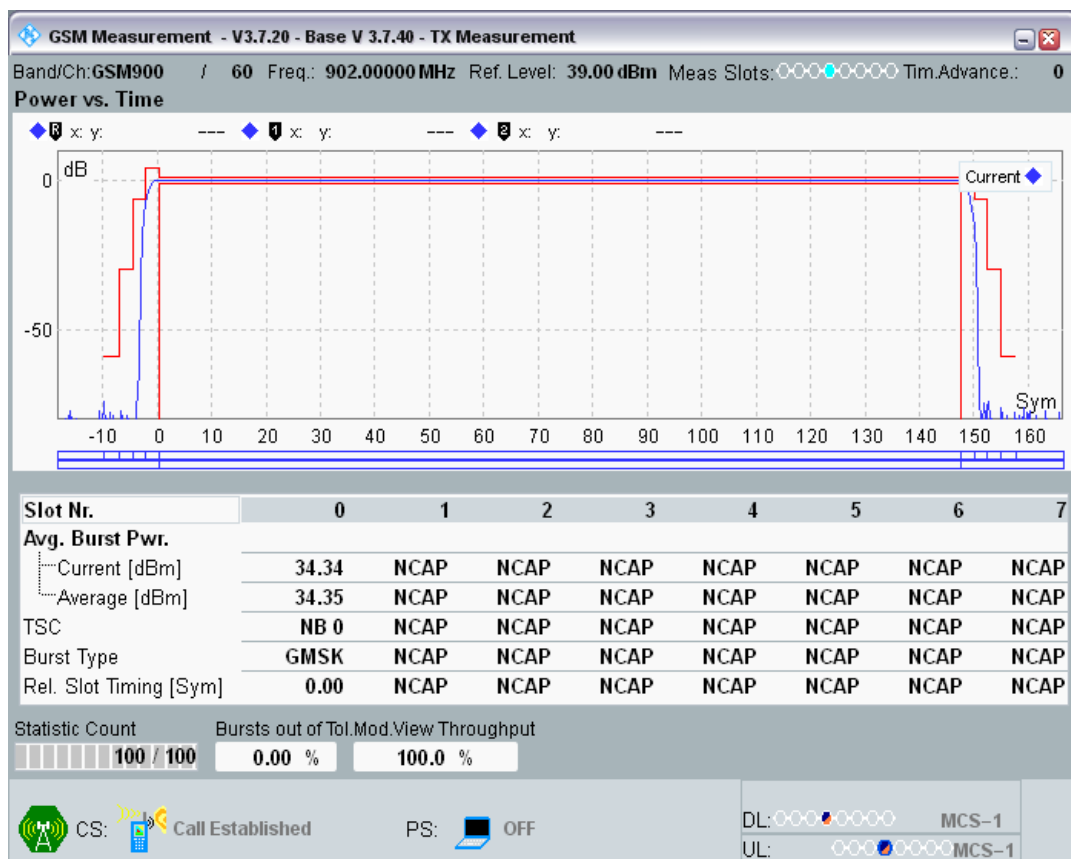 GSM Measurement - V3.7.20 - Base V 3.7.40 - TX Measurement
Band/Ch:GSM900 / 60 Freq.: 902.00000 MHz Ref. Level: 39.00 dBm Meas Slots: Tim.Advance.: 0
Power vs. Time
R x: y: --- 1 x: y: --- 2 x: y: ---
dB
Current
0
-50
Sym
-10 0 10 20 30 40 50 60 70 80 90 100 110 120 130 140 150 160
Slot Nr. 0 1 2 3 4 5 6 7
Avg. Burst Pwr.
Current [dBm] 34.34 NCAP NCAP NCAP NCAP NCAP NCAP NCAP
Average [dBm] 34.35 NCAP NCAP NCAP NCAP NCAP NCAP NCAP
TSC NB 0 NCAP NCAP NCAP NCAP NCAP NCAP NCAP
Burst Type GMSK NCAP NCAP NCAP NCAP NCAP NCAP NCAP
Rel. Slot Timing [Sym] 0.00 NCAP NCAP NCAP NCAP NCAP NCAP NCAP
Statistic Count Bursts out of Tol. Mod.View Throughput
100 / 100 0.00 % 100.0 %
CS: Call Established PS: OFF DL: MCS-1
UL: MCS-1